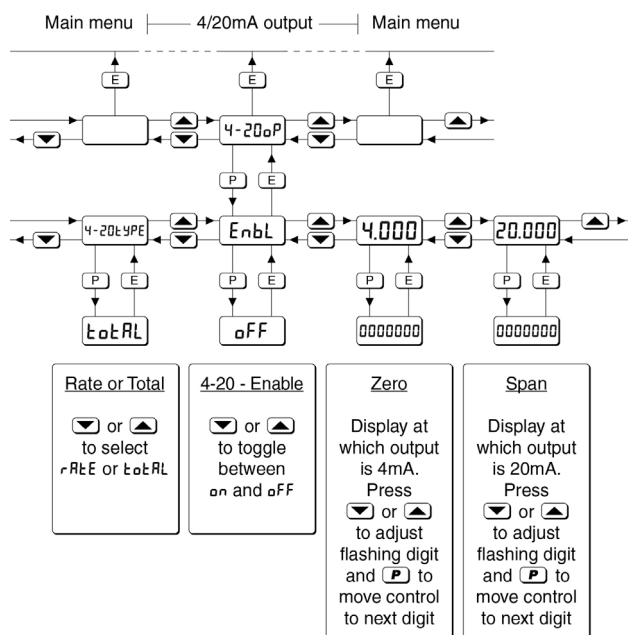 Main menu 4/20mA output Main menu
E E E
4-20oP
P E
4-20tYPE EnbL 4.000 20.000
P E P E P E P E
totAL oFF 0000000 0000000
Rate or Total
or
to select
rAtE or totAL
4-20 - Enable
or
to toggle
between
on and oFF
Zero
Display at
which output
is 4mA.
Press
or
to adjust
flashing digit
and P to
move control
to next digit
Span
Display at
which output
is 20mA.
Press
or
to adjust
flashing digit
and P to
move control
to next digit